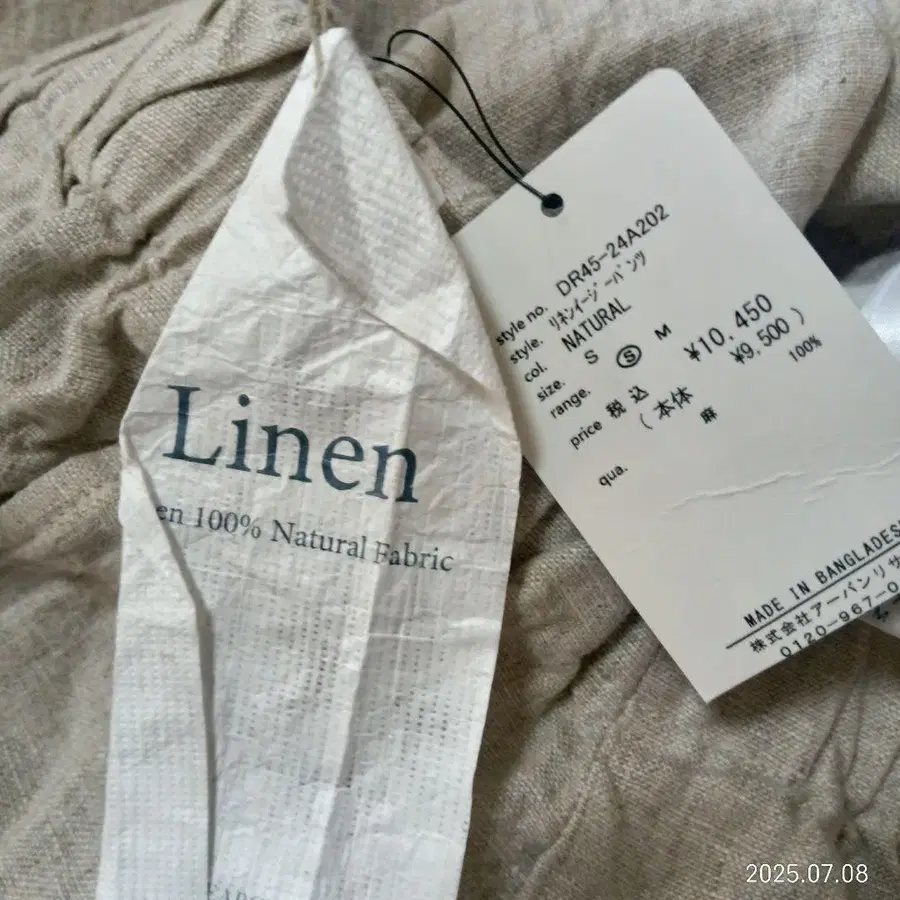 Linen
en 100% Natural Fabric
style no. DR45-24A202
style. リネンイージーパンツ
col. NATURAL
size. S
range. Ⓢ M
price 税込 ¥10,450
(本体 ¥9,500)
qua. 麻 100%
MADE IN BANGLADES
株式会社アーバンリサ
0120-967-0
2025.07.08